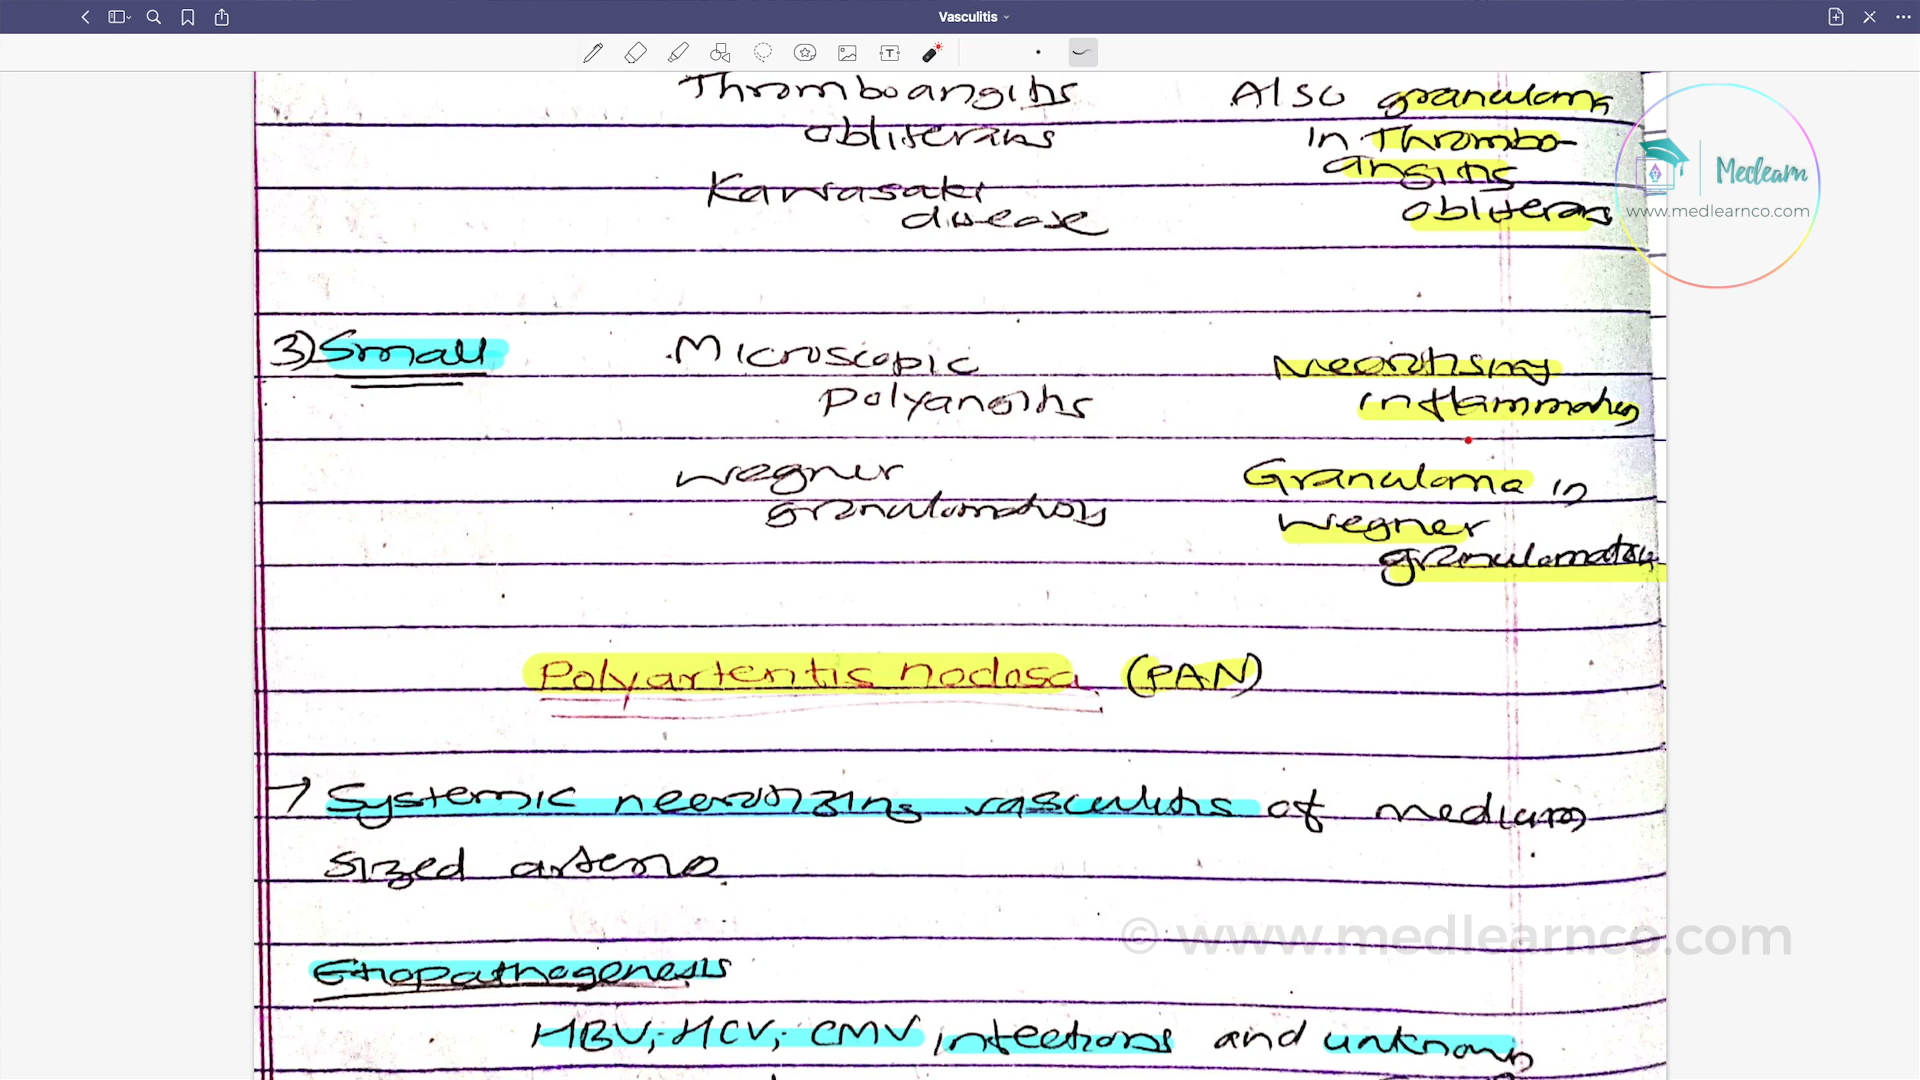 Vasculitis
Thromboangitis
obliterans
Kawasaki
disease
Also granuloma
in Thrombo-
angitis
obliterans
Medlearn
www.medlearnco.com
3) Small
Microscopic
polyangitis
Necrotising
inflammation
Wegner
granulomatosis
Granuloma in
Wegner
granulomatosis
Polyarteritis nodosa (PAN)
→ Systemic necrotizing vasculitis of medium
sized arteries
© www.medlearnco.com
Etiopathogenesis
HBV, HCV, CMV infections and unknown